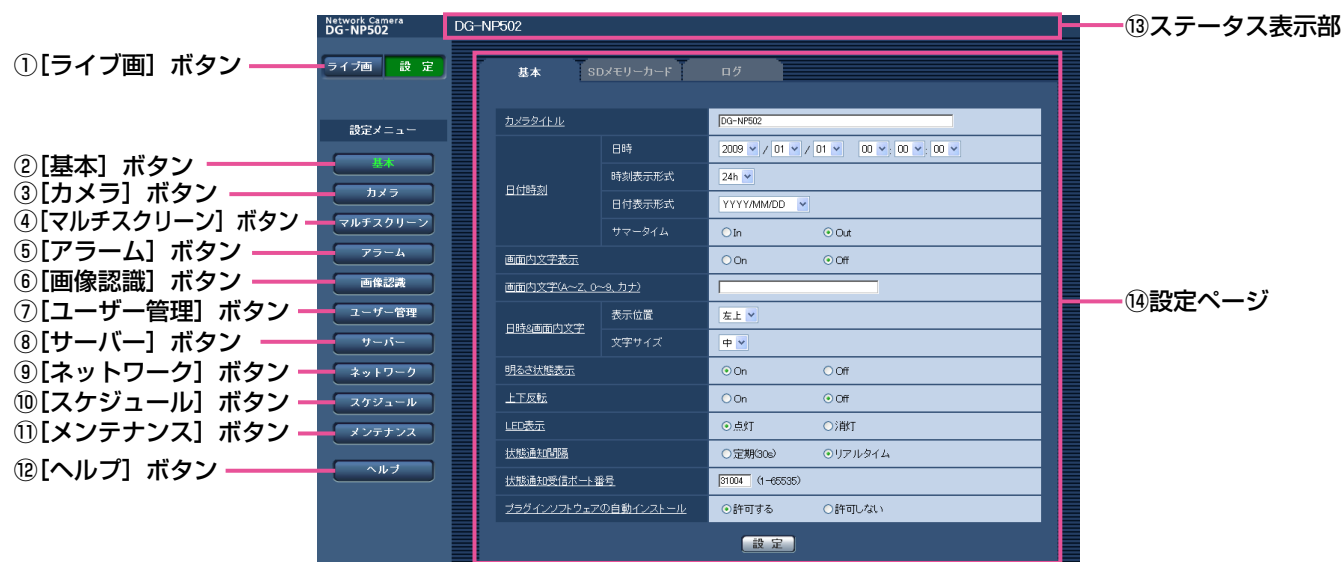 Network Camera
DG-NP502
DG-NP502
⑬ステータス表示部
①[ライブ画] ボタン
ライブ画 設 定
基本 SDメモリーカード ログ
設定メニュー
②[基本] ボタン
基本
③[カメラ] ボタン
カメラ
④[マルチスクリーン] ボタン
マルチスクリーン
⑤[アラーム] ボタン
アラーム
⑥[画像認識] ボタン
画像認識
⑦[ユーザー管理] ボタン
ユーザー管理
⑧[サーバー] ボタン
サーバー
⑨[ネットワーク] ボタン
ネットワーク
⑩[スケジュール] ボタン
スケジュール
⑪[メンテナンス] ボタン
メンテナンス
⑫[ヘルプ] ボタン
ヘルプ
カメラタイトル DG-NP502
日付時刻
日時 2009 / 01 / 01 00 : 00 : 00
時刻表示形式 24h
日付表示形式 YYYY/MM/DD
サマータイム In Out
画面内文字表示 On Off
画面内文字(A～Z、0～9、カナ)
日時&画面内文字
表示位置 左上
文字サイズ 中
明るさ状態表示 On Off
上下反転 On Off
LED表示 点灯 消灯
状態通知間隔 定期(30s) リアルタイム
状態通知受信ポート番号 31004 (1-65535)
プラグインソフトウェアの自動インストール 許可する 許可しない
設 定
⑭設定ページ